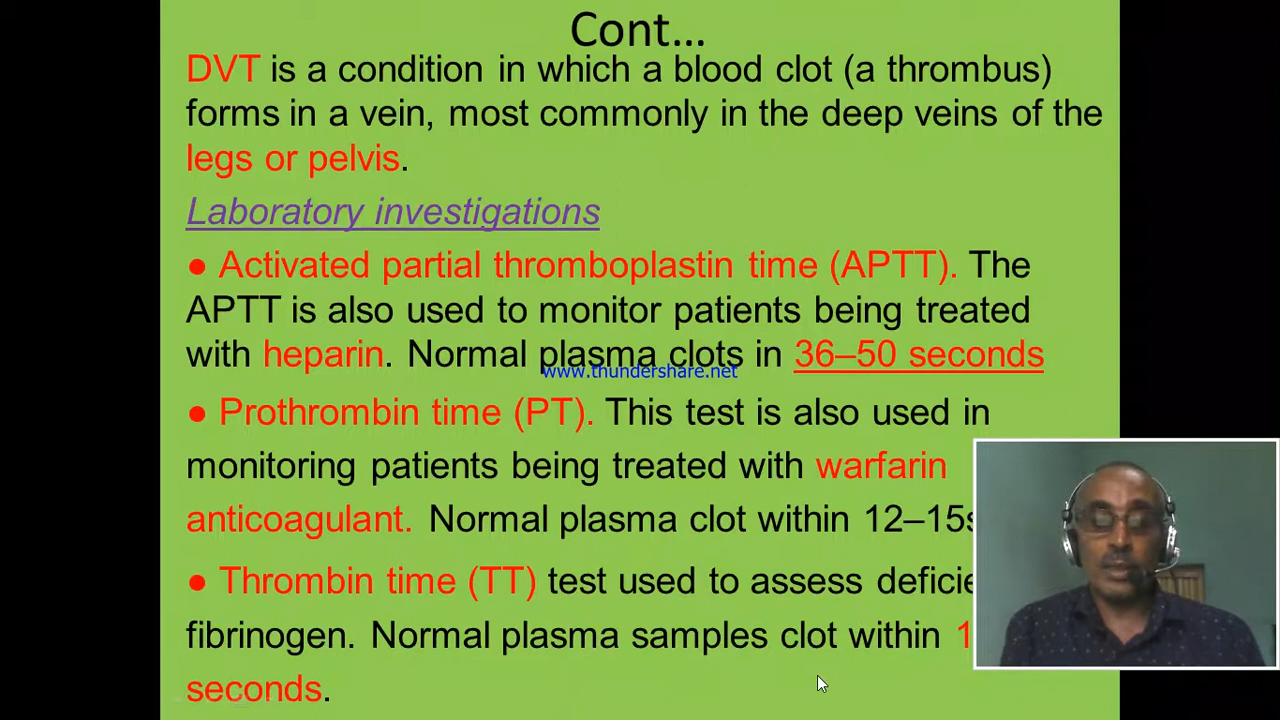 Cont…
DVT is a condition in which a blood clot (a thrombus)
forms in a vein, most commonly in the deep veins of the
legs or pelvis.
Laboratory investigations
● Activated partial thromboplastin time (APTT). The
APTT is also used to monitor patients being treated
with heparin. Normal plasma clots in 36–50 seconds
www.thundershare.net
● Prothrombin time (PT). This test is also used in
monitoring patients being treated with warfarin
anticoagulant. Normal plasma clot within 12–15s
● Thrombin time (TT) test used to assess
fibrinogen. Normal plasma samples clot within
seconds.